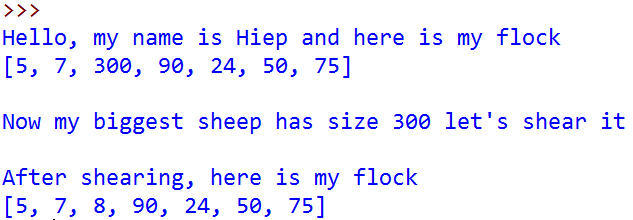 >>>
Hello, my name is Hiep and here is my flock
[5, 7, 300, 90, 24, 50, 75]
Now my biggest sheep has size 300 let's shear it
After shearing, here is my flock
[5, 7, 8, 90, 24, 50, 75]